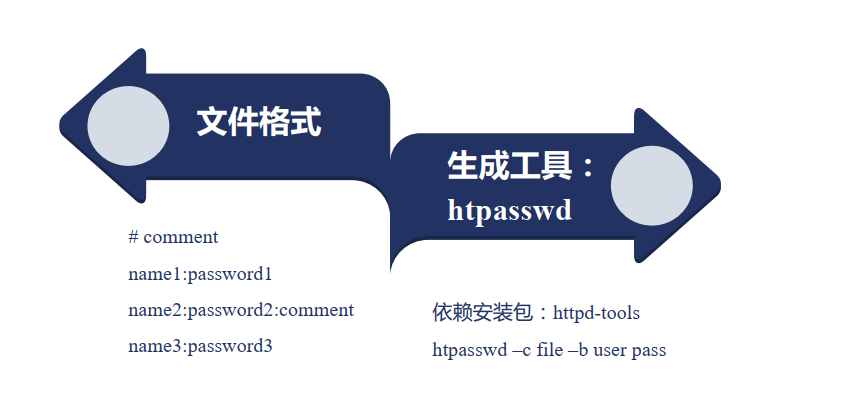 文件格式
# comment
name1:password1
name2:password2:comment
name3:password3
生成工具：
htpasswd
依赖安装包：httpd-tools
htpasswd –c file –b user pass